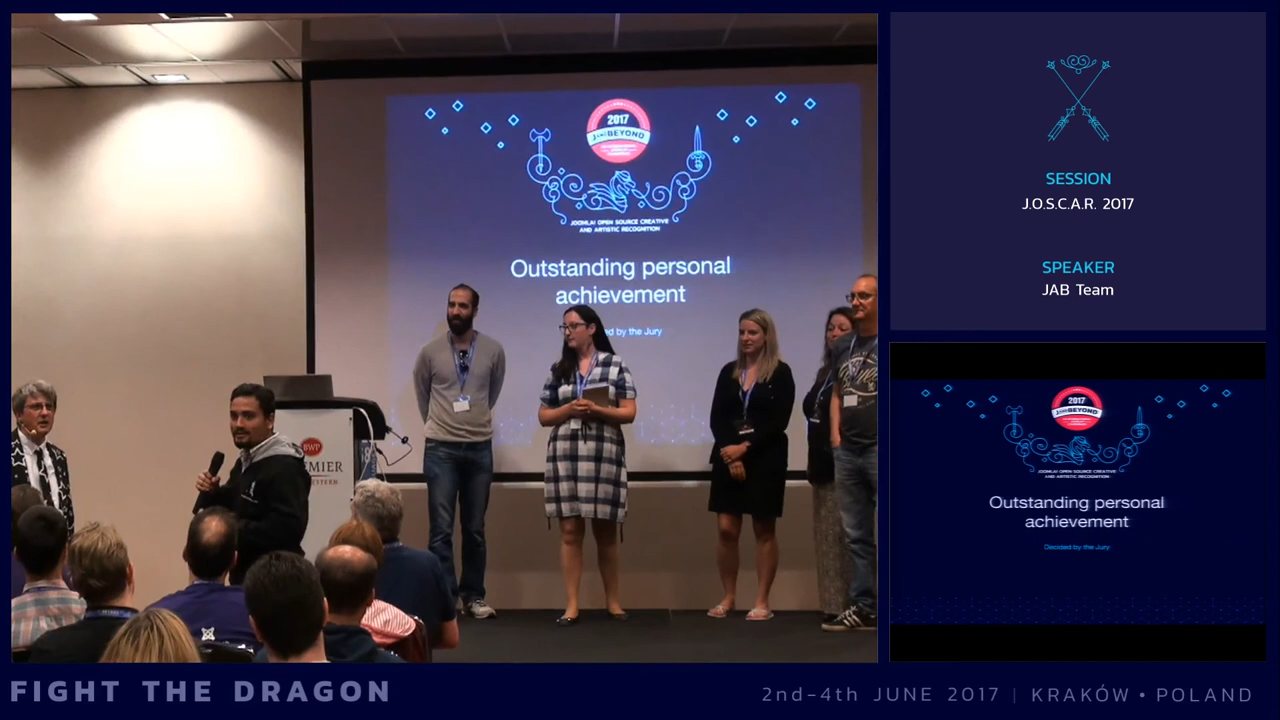 2017
J and BEYOND
JOOMLA! OPEN SOURCE CREATIVE
AND ARTISTIC RECOGNITION
Outstanding personal
achievement
ed by the Jury
BWP
MIER
SESSION
J.O.S.C.A.R. 2017
SPEAKER
JAB Team
2017
J and BEYOND
JOOMLA! OPEN SOURCE CREATIVE
AND ARTISTIC RECOGNITION
Outstanding personal
achievement
Decided by the Jury
FIGHT THE DRAGON
2nd-4th JUNE 2017 | KRAKÓW • POLAND